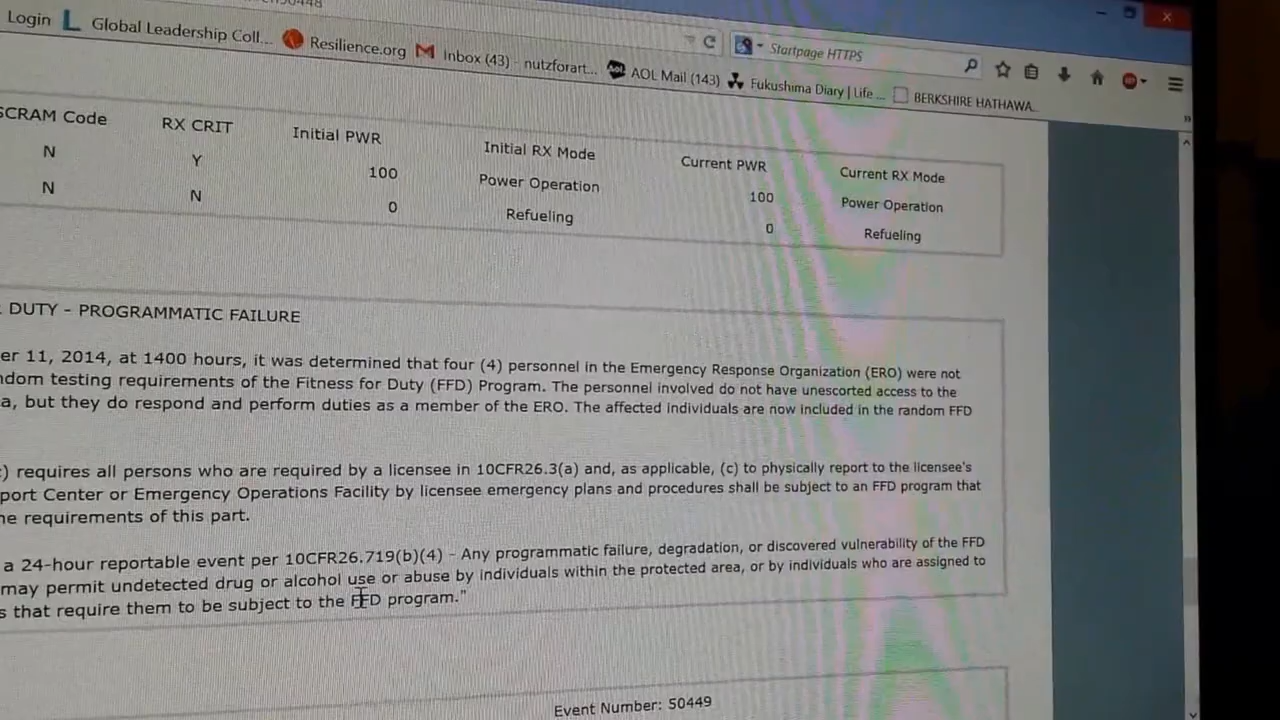 Login L Global Leadership Coll... Resilience.org Inbox (43) - nutzforart... AOL Mail (143) Fukushima Diary | Life ... BERKSHIRE HATHAWA...
Startpage HTTPS
SCRAM Code RX CRIT Initial PWR Initial RX Mode Current PWR Current RX Mode
N Y 100 Power Operation 100 Power Operation
N N 0 Refueling 0 Refueling
DUTY - PROGRAMMATIC FAILURE
er 11, 2014, at 1400 hours, it was determined that four (4) personnel in the Emergency Response Organization (ERO) were not
ndom testing requirements of the Fitness for Duty (FFD) Program. The personnel involved do not have unescorted access to the
a, but they do respond and perform duties as a member of the ERO. The affected individuals are now included in the random FFD
) requires all persons who are required by a licensee in 10CFR26.3(a) and, as applicable, (c) to physically report to the licensee's
port Center or Emergency Operations Facility by licensee emergency plans and procedures shall be subject to an FFD program that
he requirements of this part.
a 24-hour reportable event per 10CFR26.719(b)(4) - Any programmatic failure, degradation, or discovered vulnerability of the FFD
may permit undetected drug or alcohol use or abuse by individuals within the protected area, or by individuals who are assigned to
s that require them to be subject to the FFD program."
Event Number: 50449